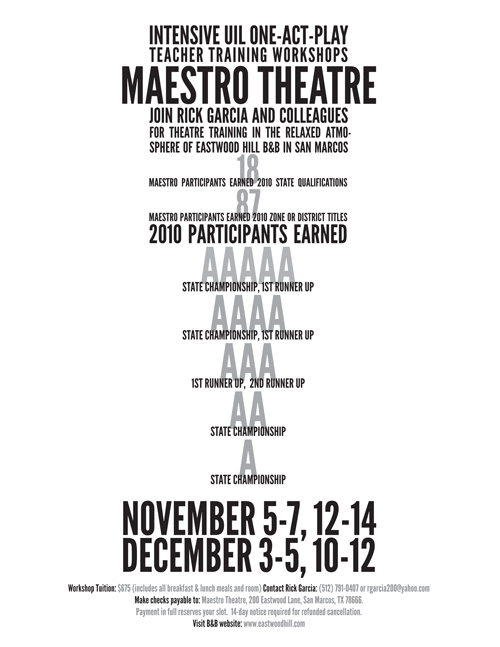 INTENSIVE UIL ONE-ACT-PLAY
TEACHER TRAINING WORKSHOPS
MAESTRO THEATRE
JOIN RICK GARCIA AND COLLEAGUES
FOR THEATRE TRAINING IN THE RELAXED ATMO-
SPHERE OF EASTWOOD HILL B&B IN SAN MARCOS
18
MAESTRO PARTICIPANTS EARNED 2010 STATE QUALIFICATIONS
87
MAESTRO PARTICIPANTS EARNED 2010 ZONE OR DISTRICT TITLES
2010 PARTICIPANTS EARNED
AAAAA
STATE CHAMPIONSHIP, 1ST RUNNER UP
AAAA
STATE CHAMPIONSHIP, 1ST RUNNER UP
AAA
1ST RUNNER UP, 2ND RUNNER UP
AA
STATE CHAMPIONSHIP
A
STATE CHAMPIONSHIP
NOVEMBER 5-7, 12-14
DECEMBER 3-5, 10-12
Workshop Tuition: $675 (includes all breakfast & lunch meals and room) Contact Rick Garcia: (512) 791-0407 or rgarcia200@yahoo.com
Make checks payable to: Maestro Theatre, 200 Eastwood Lane, San Marcos, TX 78666.
Payment in full reserves your slot. 14-day notice required for refunded cancellation.
Visit B&B website: www.eastwoodhill.com